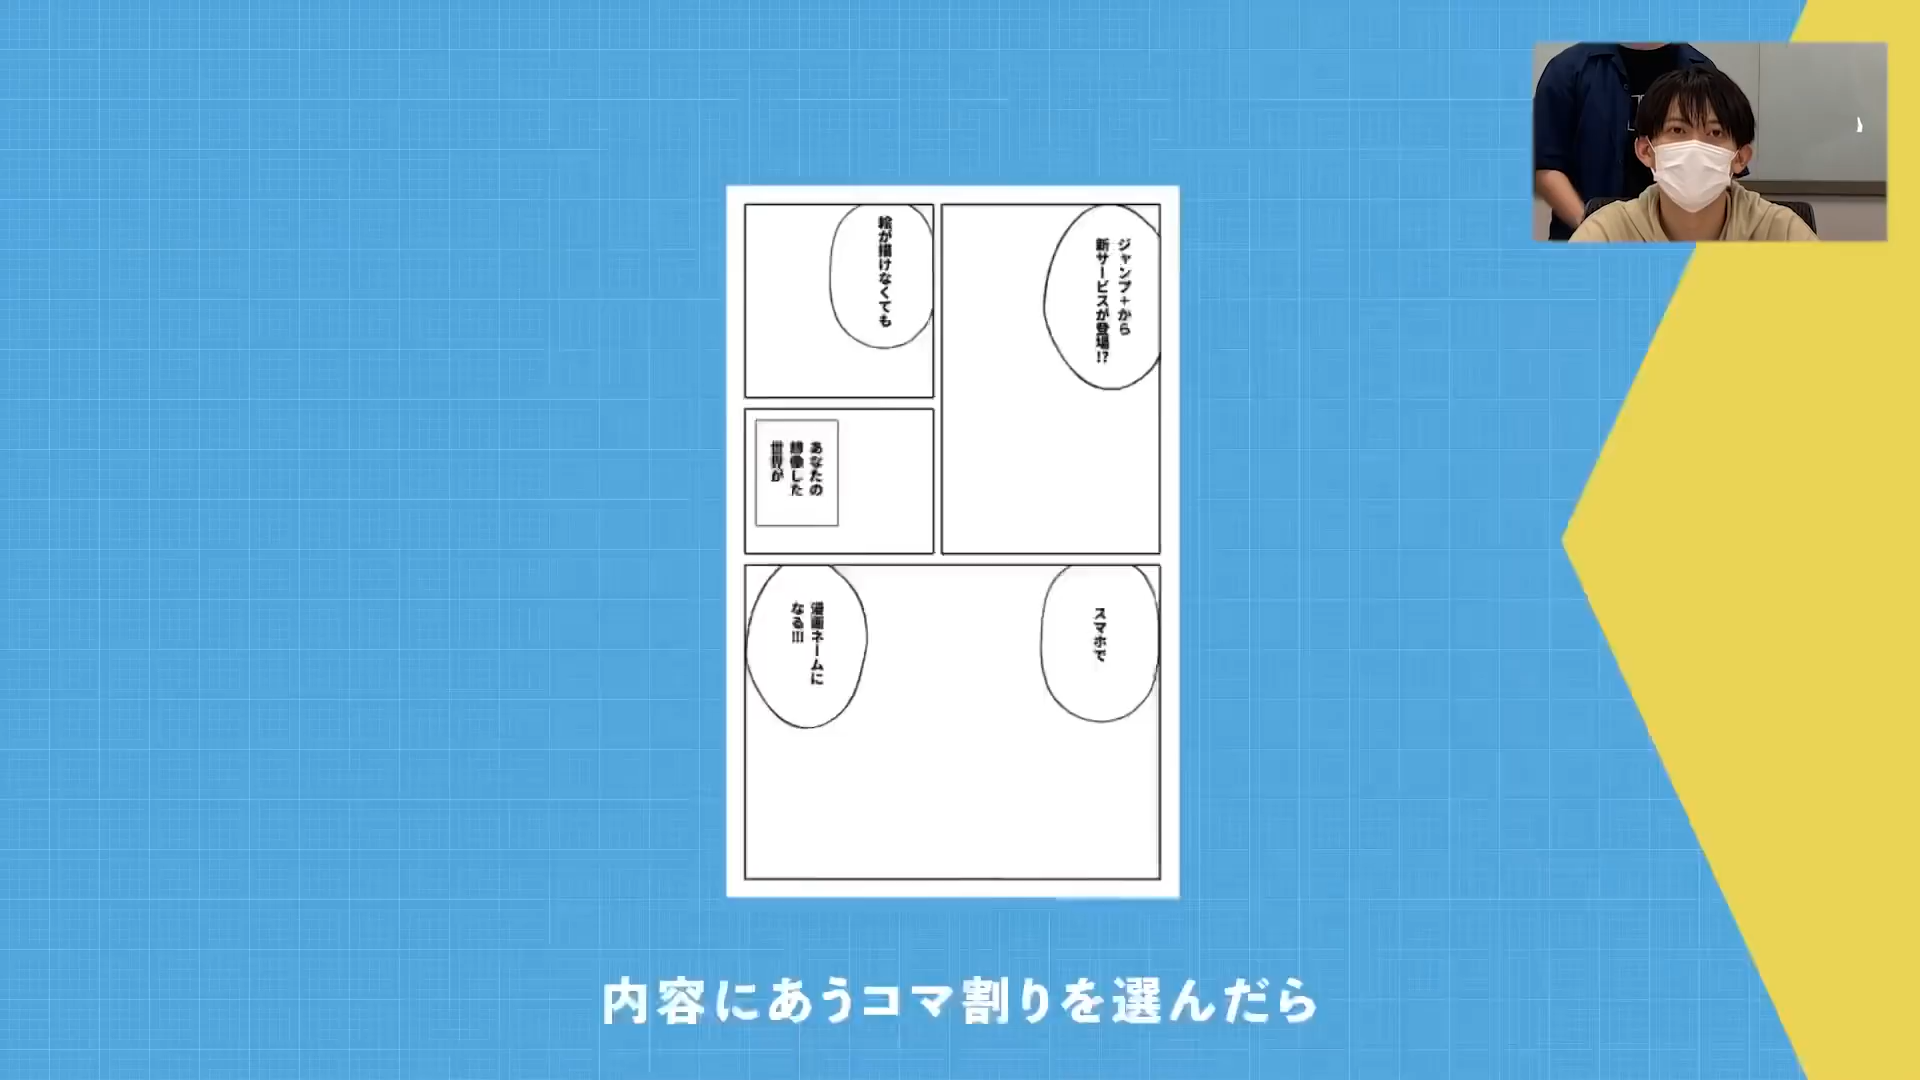 ジャンプ+から
新サービスが登場!?
絵が描けなくても
あなたの
想像した
世界が
スマホで
漫画ネームに
なる!!!
内容にあうコマ割りを選んだら